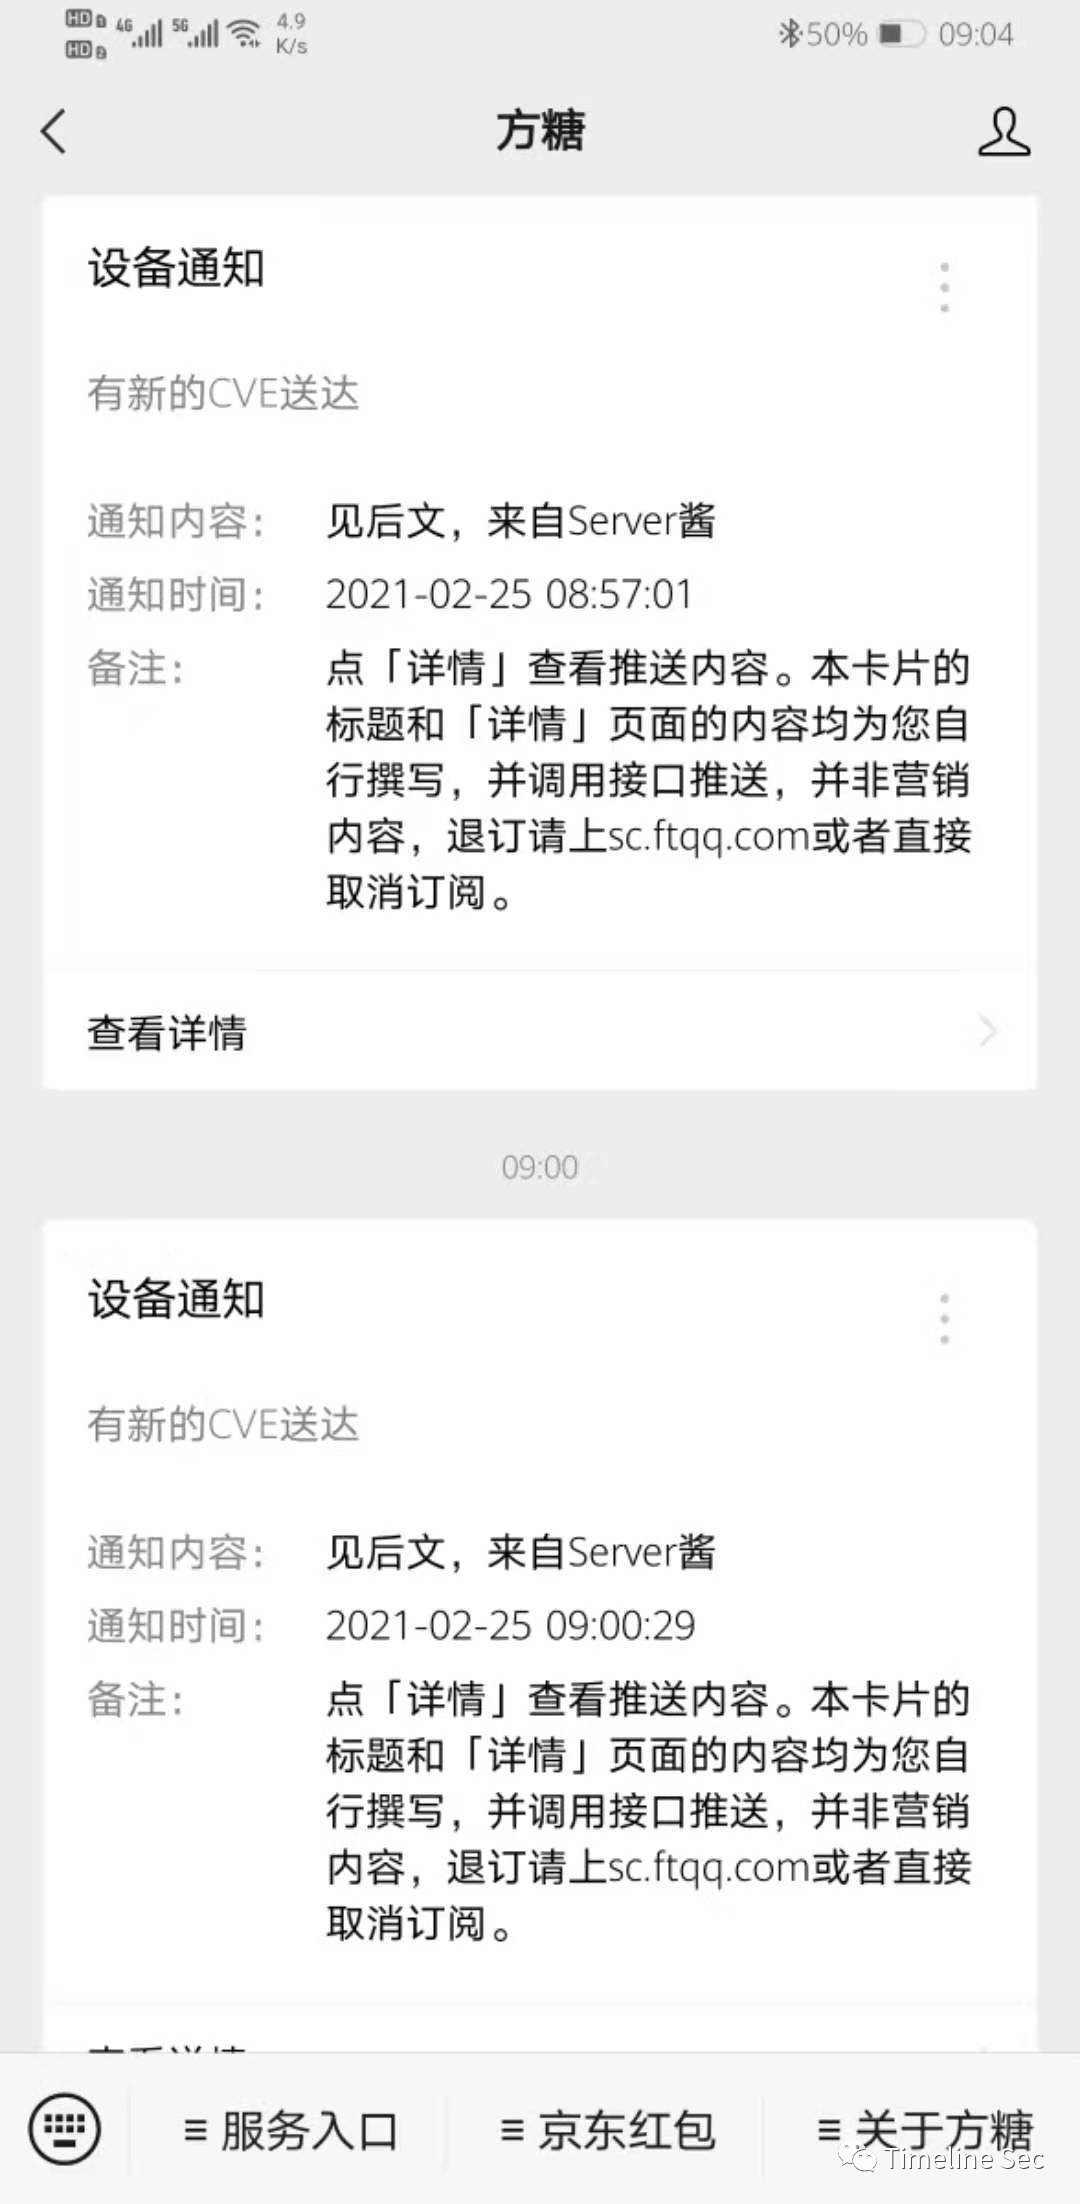 HD 1 4G 5G 4.9
HD 2 K/s
50% 09:04
方糖
设备通知
有新的CVE送达
通知内容： 见后文，来自Server酱
通知时间： 2021-02-25 08:57:01
备注： 点「详情」查看推送内容。本卡片的
标题和「详情」页面的内容均为您自
行撰写，并调用接口推送，并非营销
内容，退订请上sc.ftqq.com或者直接
取消订阅。
查看详情
09:00
设备通知
有新的CVE送达
通知内容： 见后文，来自Server酱
通知时间： 2021-02-25 09:00:29
备注： 点「详情」查看推送内容。本卡片的
标题和「详情」页面的内容均为您自
行撰写，并调用接口推送，并非营销
内容，退订请上sc.ftqq.com或者直接
取消订阅。
服务入口 京东红包 关于方糖
Timeline Sec